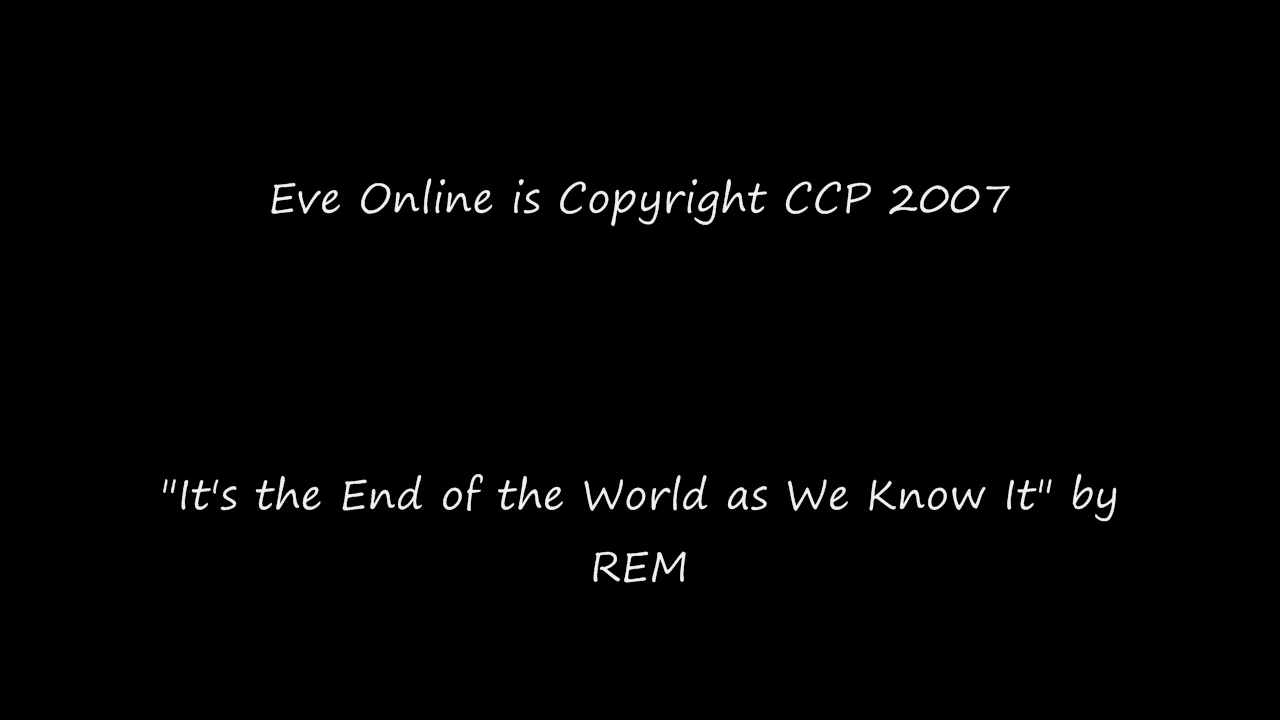 Eve Online is Copyright CCP 2007
"It's the End of the World as We Know It" by
REM